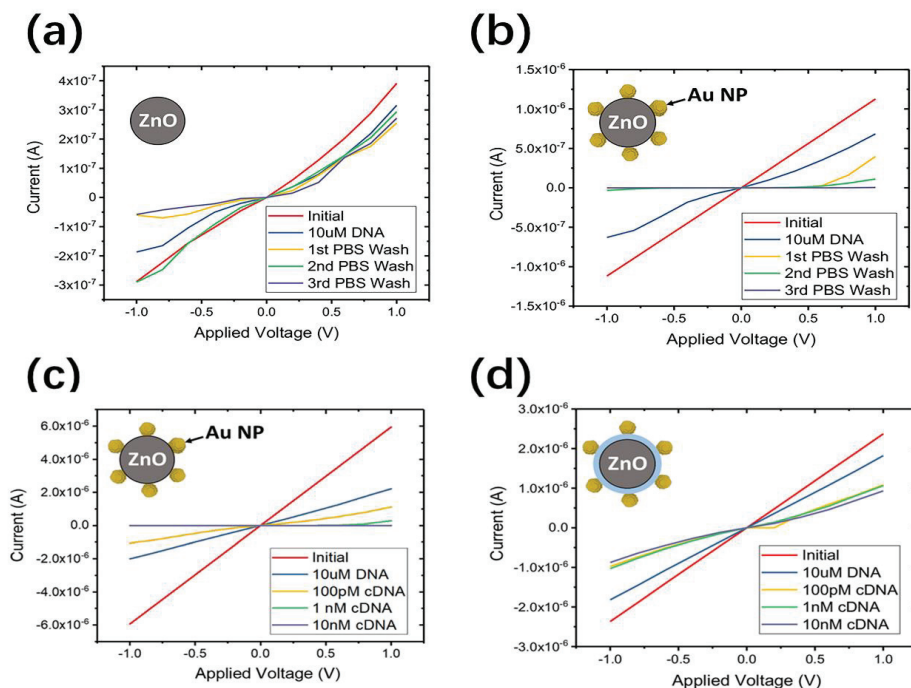 (a)
Current (A)
4x10-7
3x10-7
2x10-7
1x10-7
0
-1x10-7
-2x10-7
-3x10-7
ZnO
Initial
10uM DNA
1st PBS Wash
2nd PBS Wash
3rd PBS Wash
-1.0 -0.5 0.0 0.5 1.0
Applied Voltage (V)
(b)
Current (A)
1.5x10-6
1.0x10-6
5.0x10-7
0
-5.0x10-7
-1.0x10-6
-1.5x10-6
ZnO
Au NP
Initial
10uM DNA
1st PBS Wash
2nd PBS Wash
3rd PBS Wash
-1.0 -0.5 0.0 0.5 1.0
Applied Voltage (V)
(c)
Current (A)
6.0x10-6
4.0x10-6
2.0x10-6
0.0
-2.0x10-6
-4.0x10-6
-6.0x10-6
ZnO
Au NP
Initial
10uM DNA
100pM cDNA
1 nM cDNA
10nM cDNA
-1.0 -0.5 0.0 0.5 1.0
Applied Voltage (V)
(d)
Current (A)
3.0x10-6
2.0x10-6
1.0x10-6
0.0
-1.0x10-6
-2.0x10-6
-3.0x10-6
ZnO
Initial
10uM DNA
100pM cDNA
1nM cDNA
10nM cDNA
-1.0 -0.5 0.0 0.5 1.0
Applied Voltage (V)